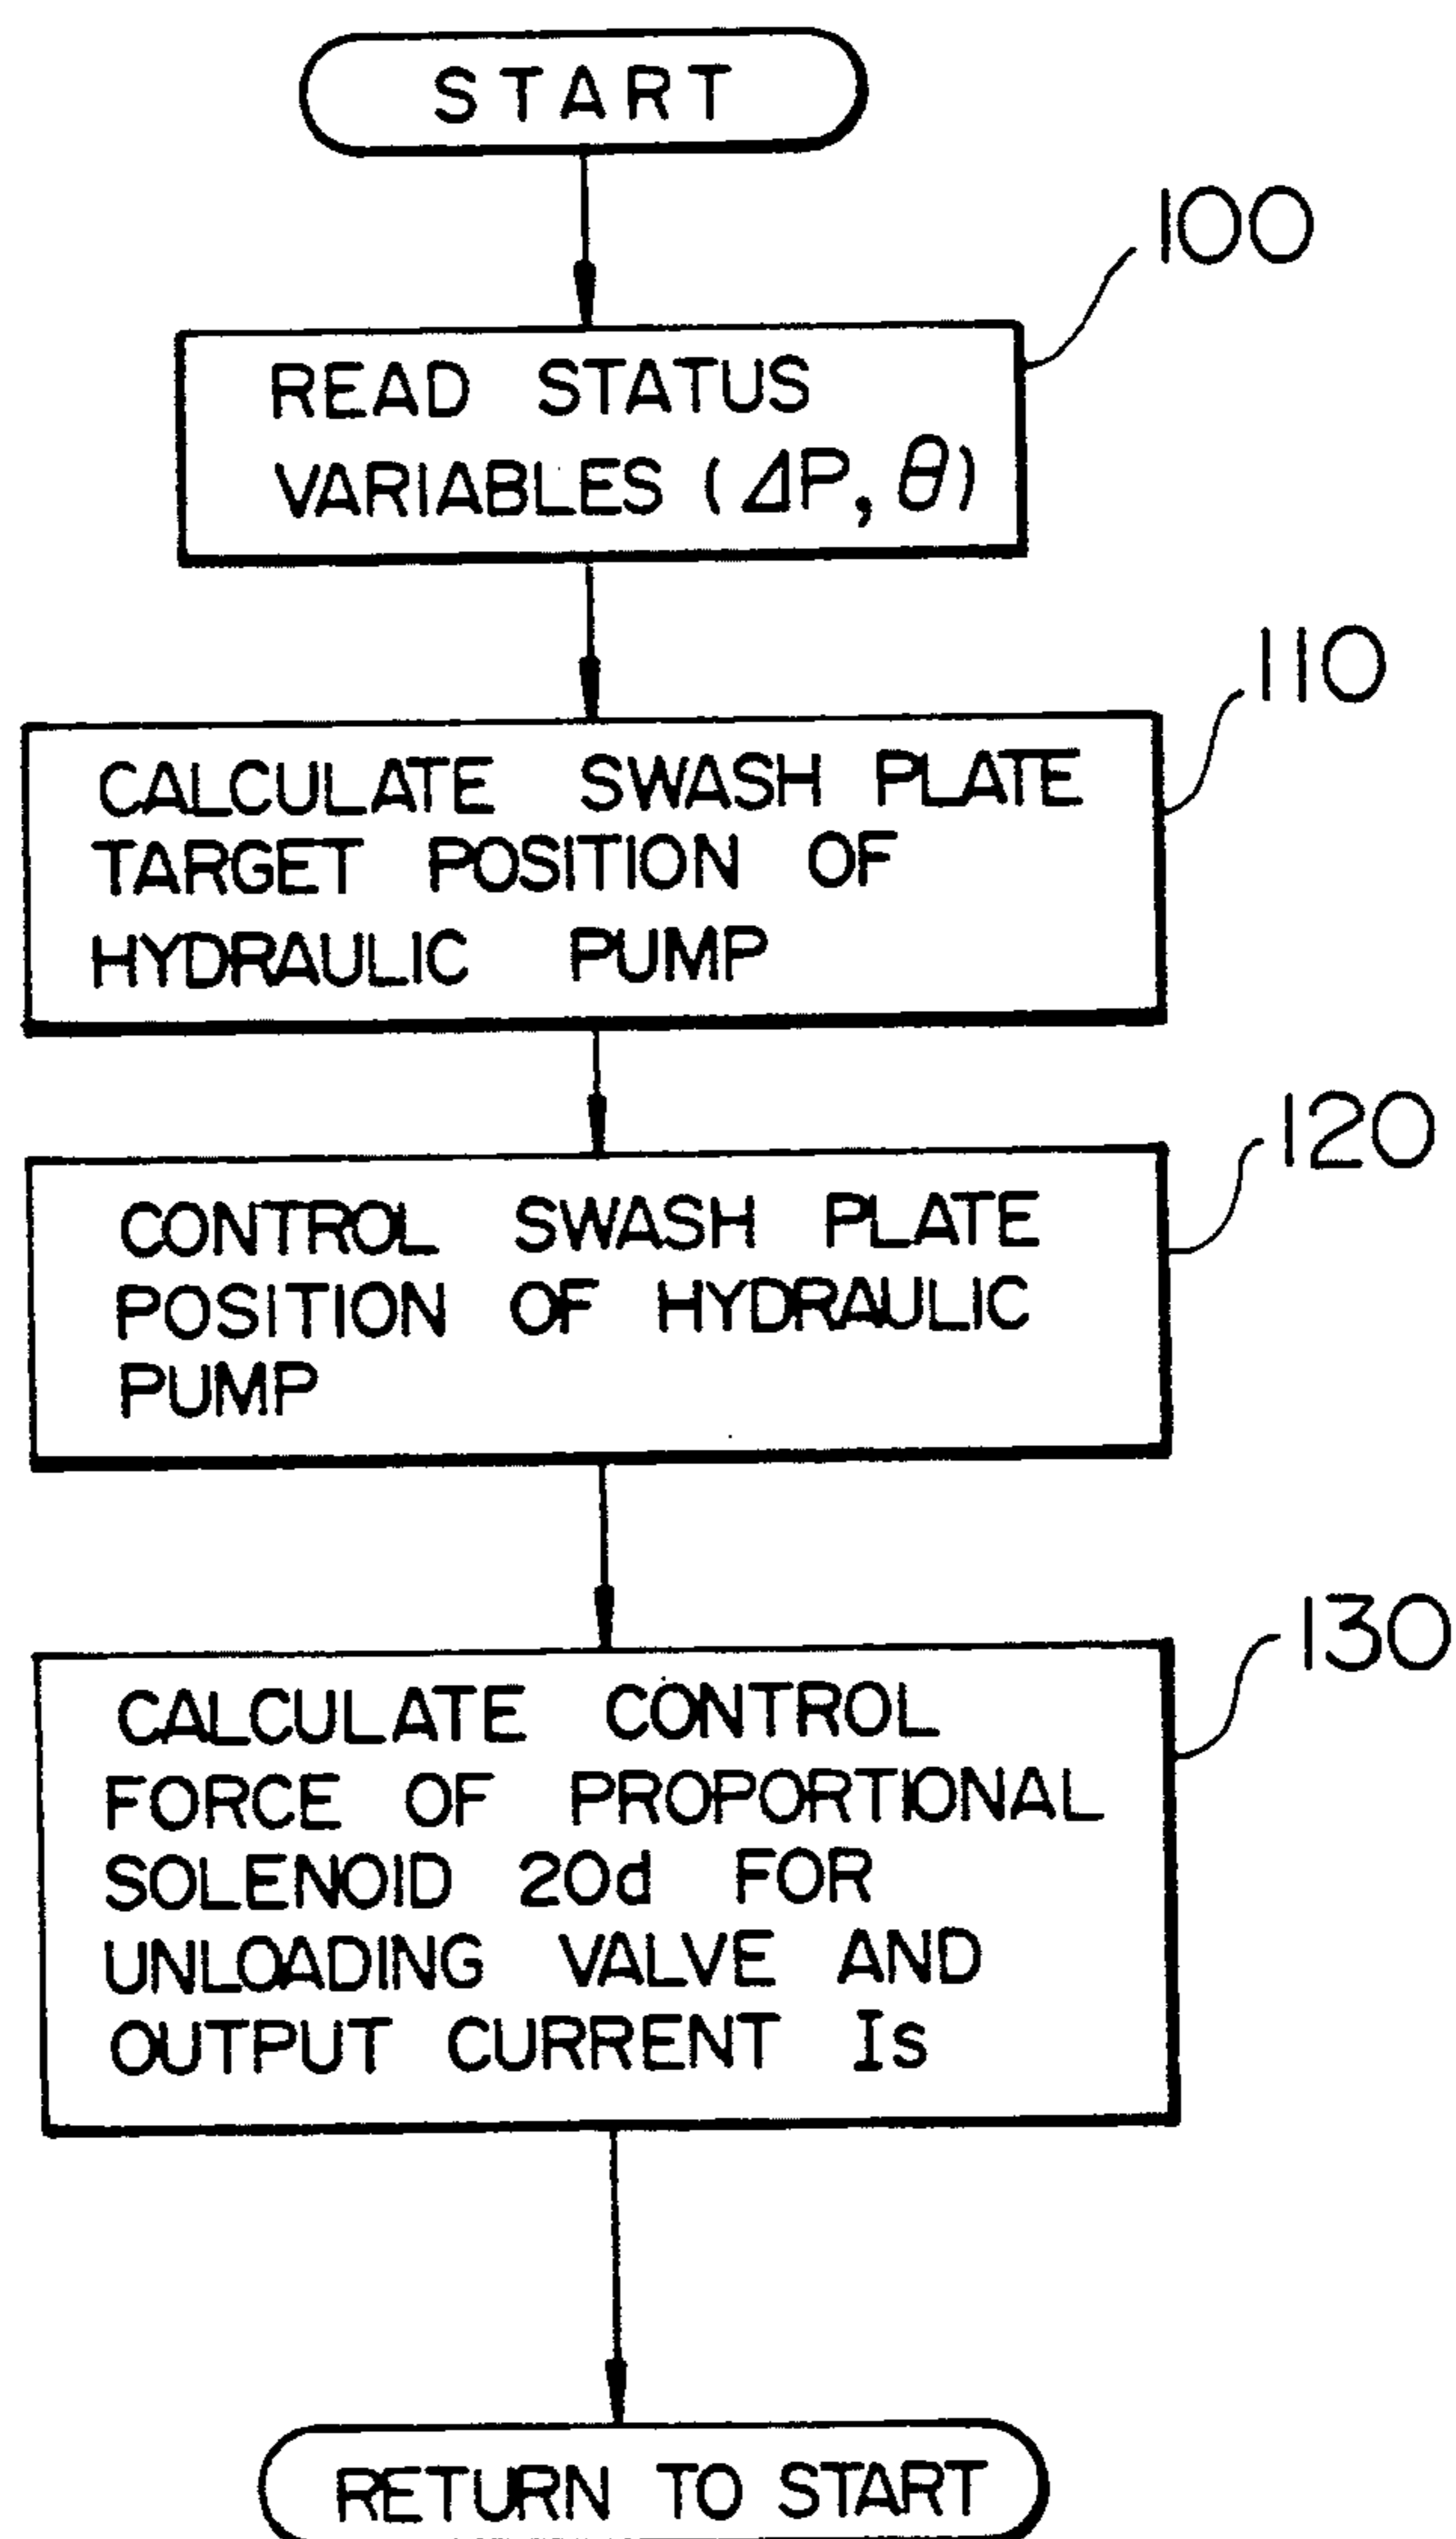 START
100
READ STATUS
VARIABLES (ΔP, θ)
110
CALCULATE SWASH PLATE
TARGET POSITION OF
HYDRAULIC PUMP
120
CONTROL SWASH PLATE
POSITION OF HYDRAULIC
PUMP
130
CALCULATE CONTROL
FORCE OF PROPORTIONAL
SOLENOID 20d FOR
UNLOADING VALVE AND
OUTPUT CURRENT Is
RETURN TO START